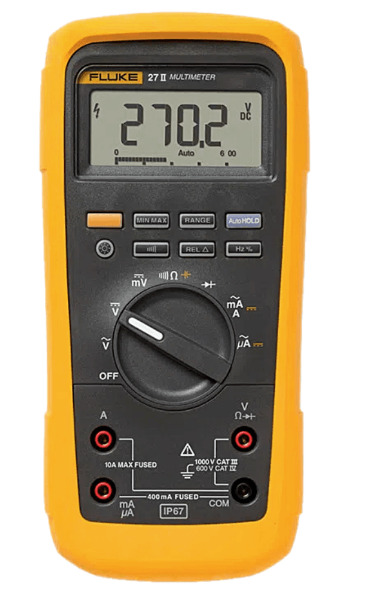 FLUKE 27 II MULTIMETER
270.2 V DC
0 Auto 6 00
MIN MAX RANGE AutoHOLD
REL △ Hz %
mV Ω
V mA A
V μA
OFF
A V Ω
10A MAX FUSED 1000 V CAT III
600 V CAT IV
400 mA FUSED
mA μA IP67 COM